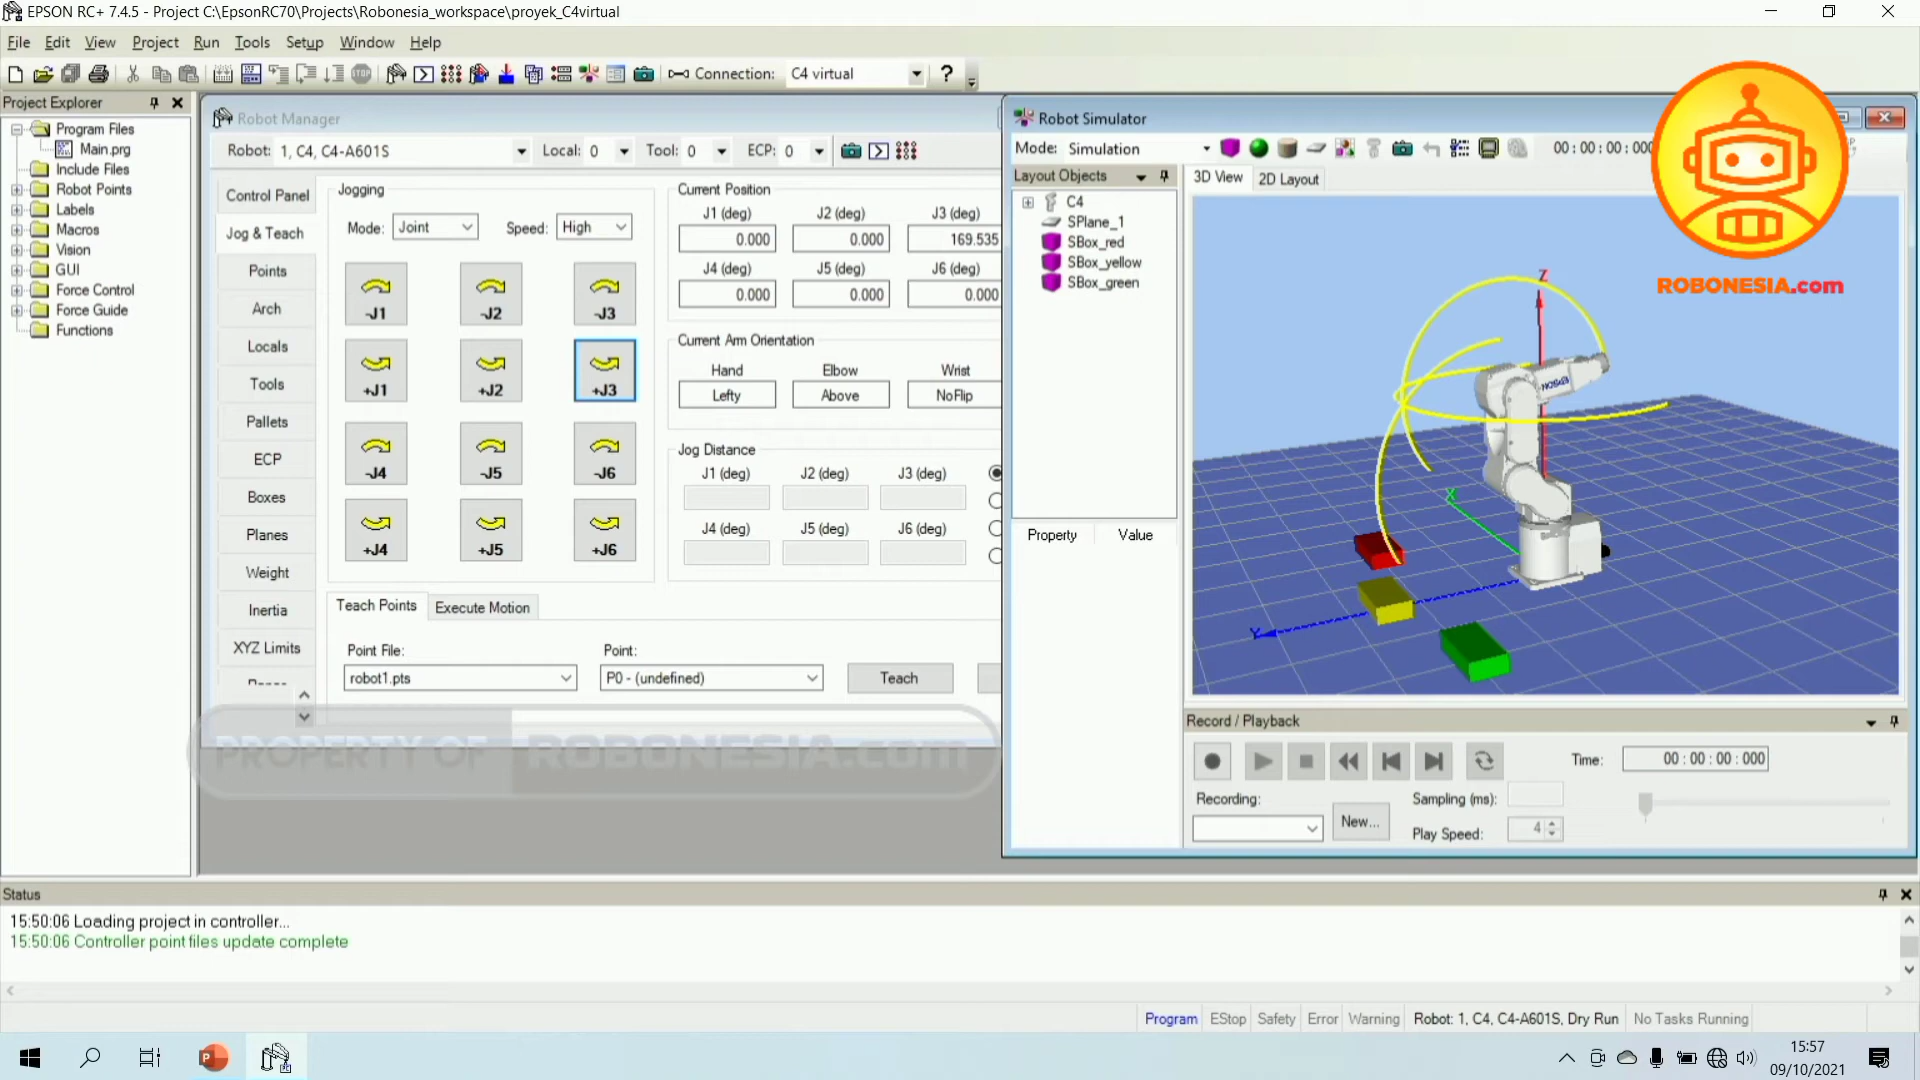 EPSON RC+ 7.4.5 - Project C:\EpsonRC70\Projects\Robonesia_workspace\proyek_C4virtual
File Edit View Project Run Tools Setup Window Help
Connection: C4 virtual ?
Project Explorer
Program Files
Main.prg
Include Files
Robot Points
Labels
Macros
Vision
GUI
Force Control
Force Guide
Functions
Robot Manager
Robot: 1, C4, C4-A601S Local: 0 Tool: 0 ECP: 0
Control Panel
Jog & Teach
Points
Arch
Locals
Tools
Pallets
ECP
Boxes
Planes
Weight
Inertia
XYZ Limits
Jogging
Mode: Joint Speed: High
-J1 -J2 -J3
+J1 +J2 +J3
-J4 -J5 -J6
+J4 +J5 +J6
Current Position
J1 (deg) J2 (deg) J3 (deg)
0.000 0.000 169.535
J4 (deg) J5 (deg) J6 (deg)
0.000 0.000 0.000
Current Arm Orientation
Hand Elbow Wrist
Lefty Above NoFlip
Jog Distance
J1 (deg) J2 (deg) J3 (deg)
J4 (deg) J5 (deg) J6 (deg)
Teach Points Execute Motion
Point File: Point:
robot1.pts P0 - (undefined) Teach
PROPERTY OF ROBONESIA.com
Robot Simulator
Mode: Simulation 00 : 00 : 00 : 000
Layout Objects
C4
SPlane_1
SBox_red
SBox_yellow
SBox_green
Property Value
3D View 2D Layout
Z
EPSON
X
Y
ROBONESIA.com
Record / Playback
Time: 00 : 00 : 00 : 000
Recording: New... Sampling (ms):
Play Speed: 4
Status
15:50:06 Loading project in controller...
15:50:06 Controller point files update complete
Program EStop Safety Error Warning Robot: 1, C4, C4-A601S, Dry Run No Tasks Running
15:57
09/10/2021